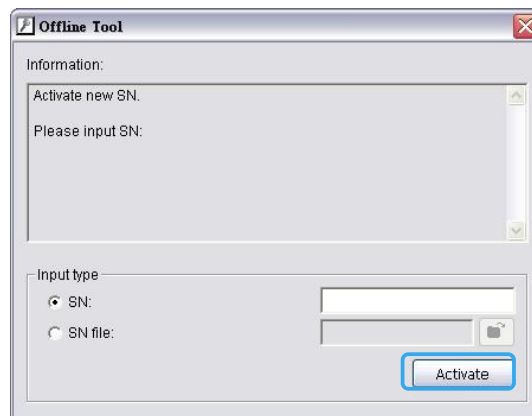 Offline Tool
Information:
Activate new SN.
Please input SN:
Input type
SN:
SN file:
Activate